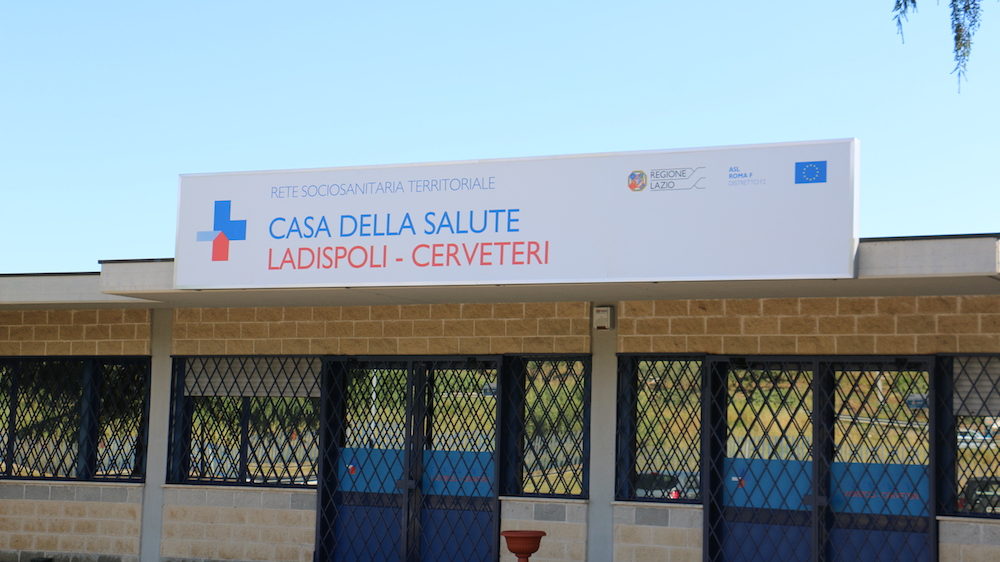 RETE SOCIOSANITARIA TERRITORIALE
CASA DELLA SALUTE
LADISPOLI - CERVETERI
REGIONE
LAZIO
ASL
ROMA F